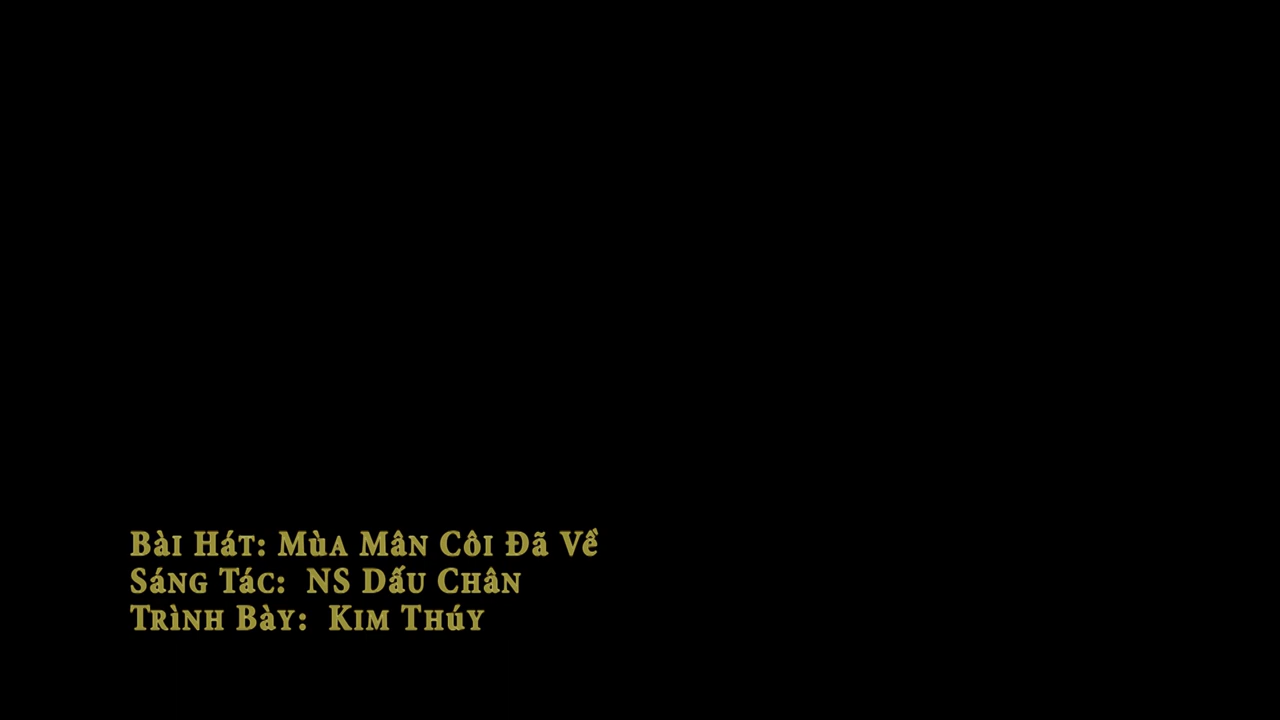 Bài Hát: Mùa Mân Côi Đã Về
Sáng Tác: NS Dấu Chân
Trình Bày: Kim Thúy